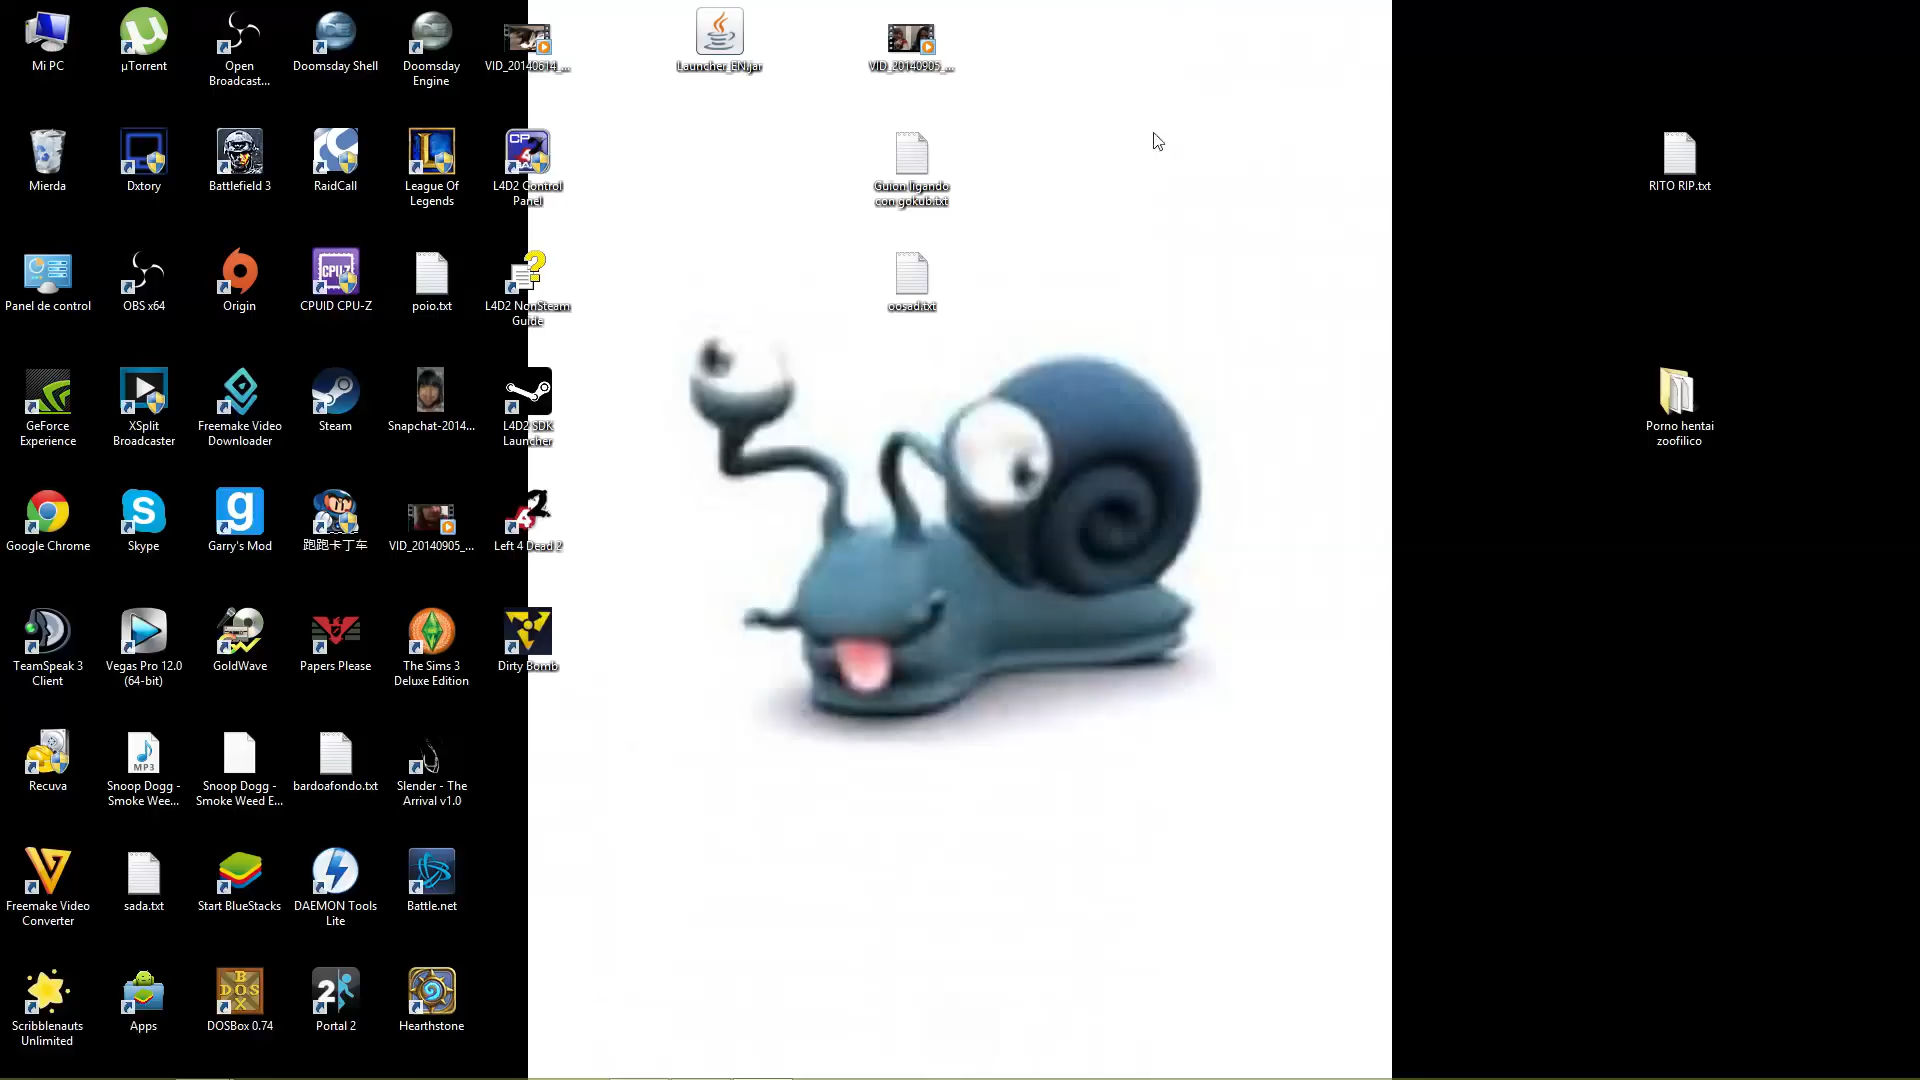 Mi PC
µTorrent
Open
Broadcast...
Doomsday Shell
Doomsday
Engine
VID_20140614_...
Launcher_EN.jar
VID_20140905_...
Mierda
Dxtory
Battlefield 3
RaidCall
League Of
Legends
L4D2 Control
Panel
Guion ligando
con gokub.txt
RITO RIP.txt
Panel de control
OBS x64
Origin
CPUID CPU-Z
poio.txt
L4D2 NonSteam
Guide
oosad.txt
GeForce
Experience
XSplit
Broadcaster
Freemake Video
Downloader
Steam
Snapchat-2014...
L4D2 SDK
Launcher
Porno hentai
zoofilico
Google Chrome
Skype
Garry's Mod
跑跑卡丁车
VID_20140905_...
Left 4 Dead 2
TeamSpeak 3
Client
Vegas Pro 12.0
(64-bit)
GoldWave
Papers Please
The Sims 3
Deluxe Edition
Dirty Bomb
Recuva
MP3
Snoop Dogg -
Smoke Wee...
Snoop Dogg -
Smoke Weed E...
bardoafondo.txt
Slender - The
Arrival v1.0
Freemake Video
Converter
sada.txt
Start BlueStacks
DAEMON Tools
Lite
Battle.net
Scribblenauts
Unlimited
Apps
DOSBox 0.74
Portal 2
Hearthstone